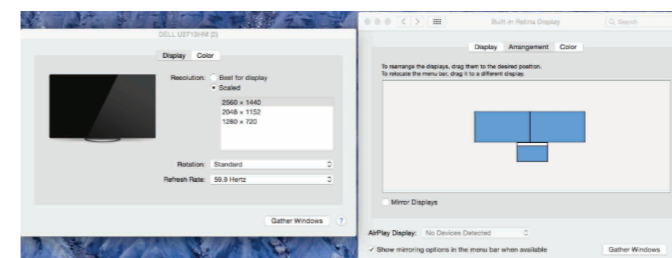 DELL U2713HM (2)
Display Color
Resolution: Best for display
Scaled
2560 × 1440
2048 × 1152
1280 × 720
Rotation: Standard
Refresh Rate: 59.9 Hertz
Gather Windows ?
Built-in Retina Display
Search
Display Arrangement Color
To rearrange the displays, drag them to the desired position.
To relocate the menu bar, drag it to a different display.
Mirror Displays
AirPlay Display: No Devices Detected
Show mirroring options in the menu bar when available
Gather Windows